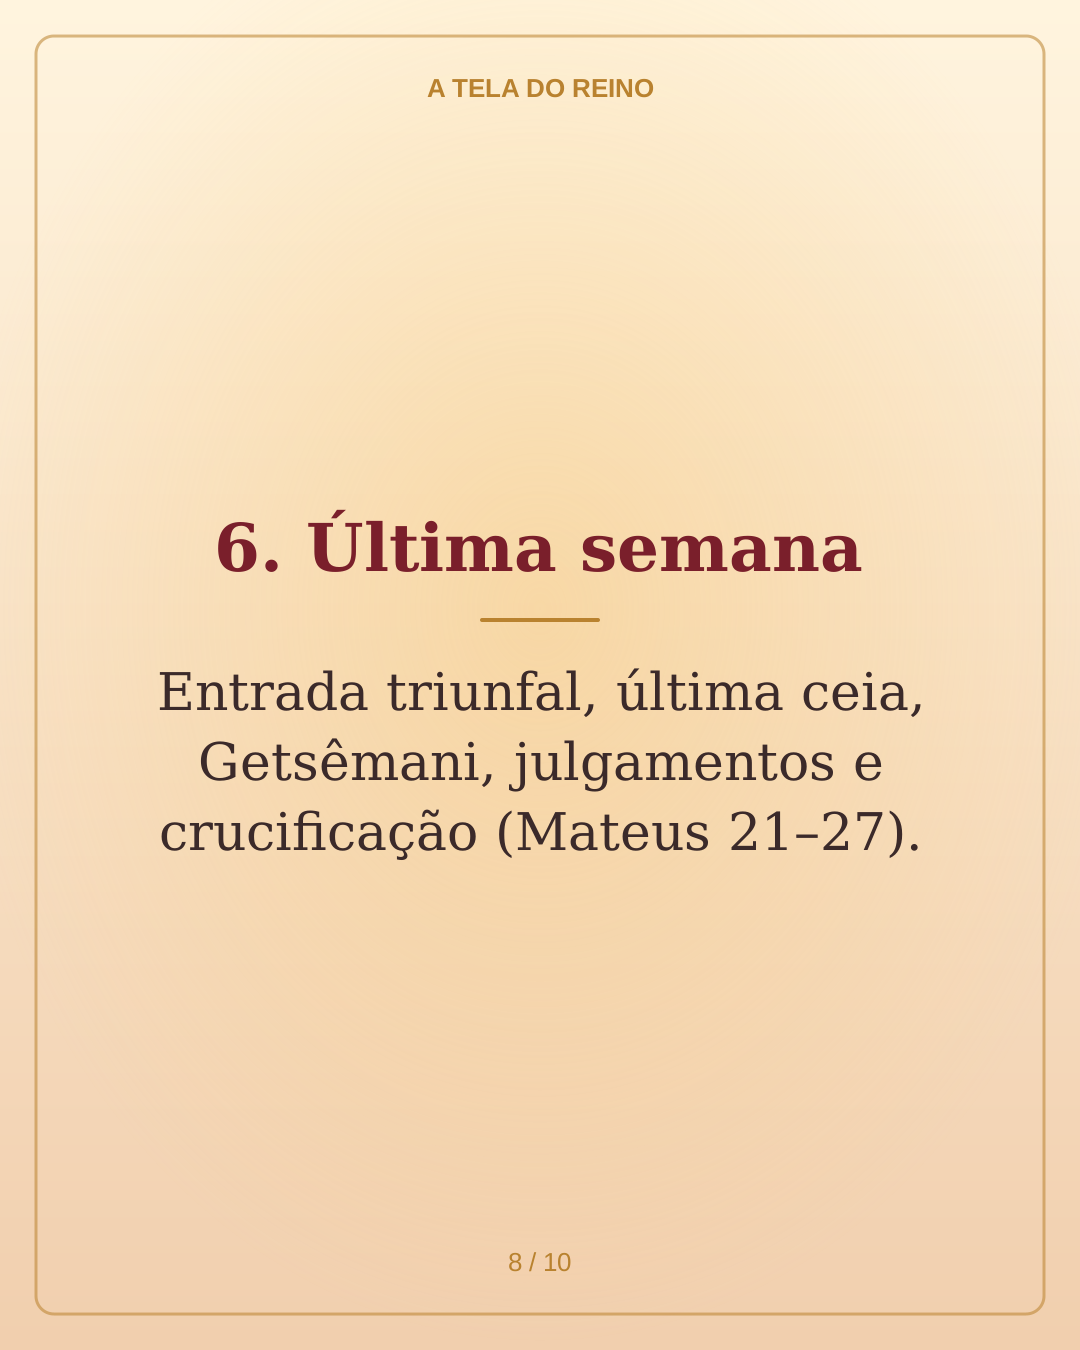 A TELA DO REINO
6. Última semana
Entrada triunfal, última ceia,
Getsêmani, julgamentos e
crucificação (Mateus 21–27).
8 / 10